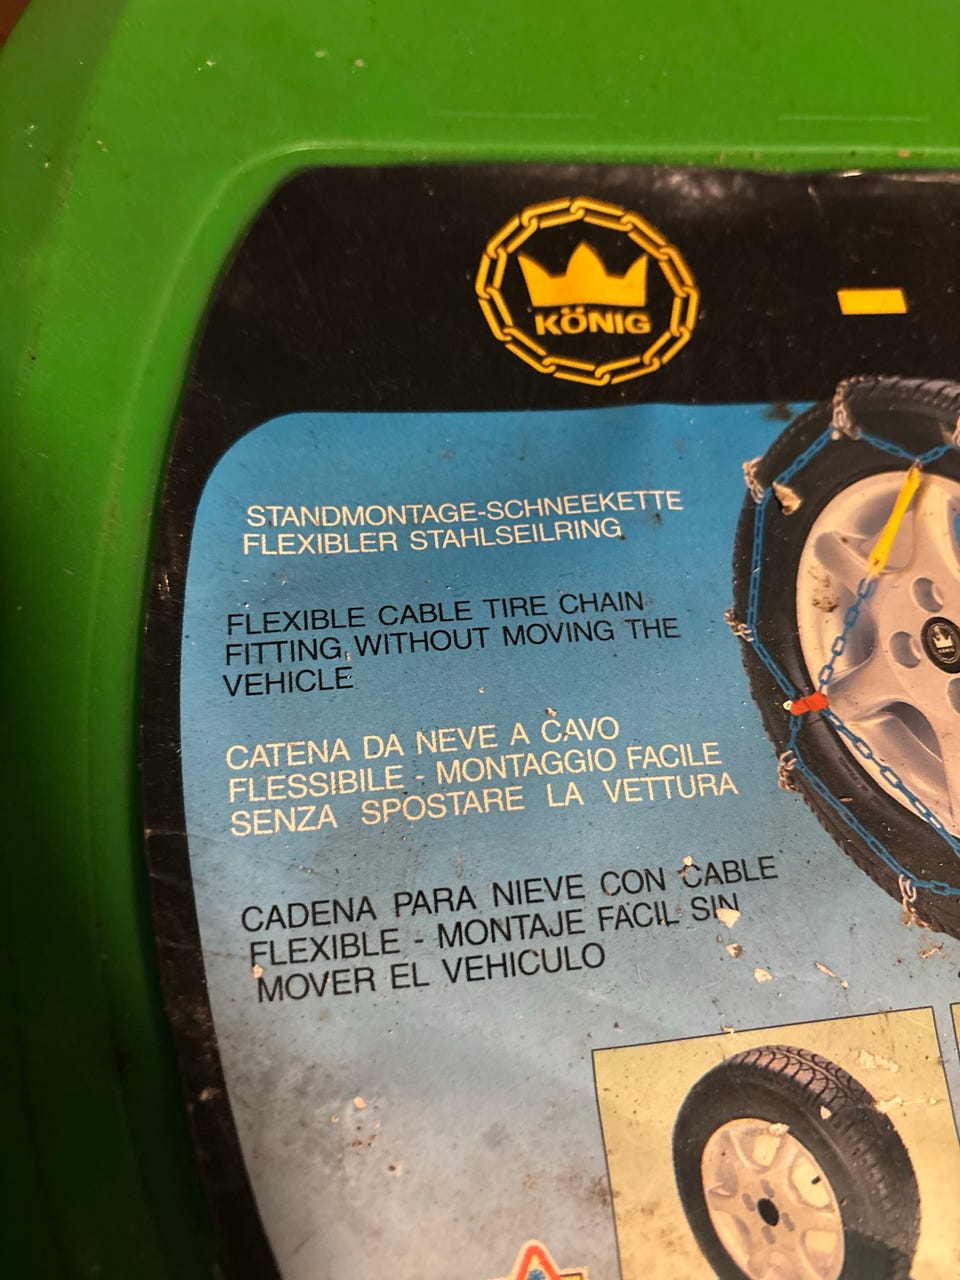 KÖNIG
STANDMONTAGE-SCHNEEKETTE
FLEXIBLER STAHLSEILRING
FLEXIBLE CABLE TIRE CHAIN
FITTING WITHOUT MOVING THE
VEHICLE
CATENA DA NEVE A CAVO
FLESSIBILE - MONTAGGIO FACILE
SENZA SPOSTARE LA VETTURA
CADENA PARA NIEVE CON CABLE
FLEXIBLE - MONTAJE FACIL SIN
MOVER EL VEHICULO
KÖNIG